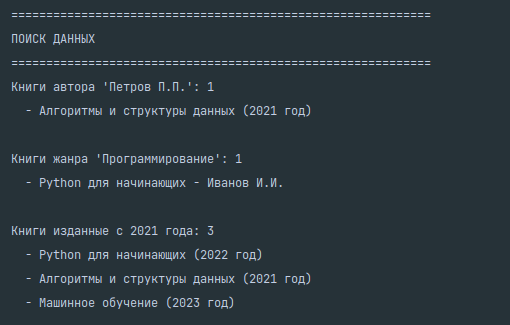 ============================================================
ПОИСК ДАННЫХ
============================================================
Книги автора 'Петров П.П.': 1
  - Алгоритмы и структуры данных (2021 год)

Книги жанра 'Программирование': 1
  - Python для начинающих - Иванов И.И.

Книги изданные с 2021 года: 3
  - Python для начинающих (2022 год)
  - Алгоритмы и структуры данных (2021 год)
  - Машинное обучение (2023 год)